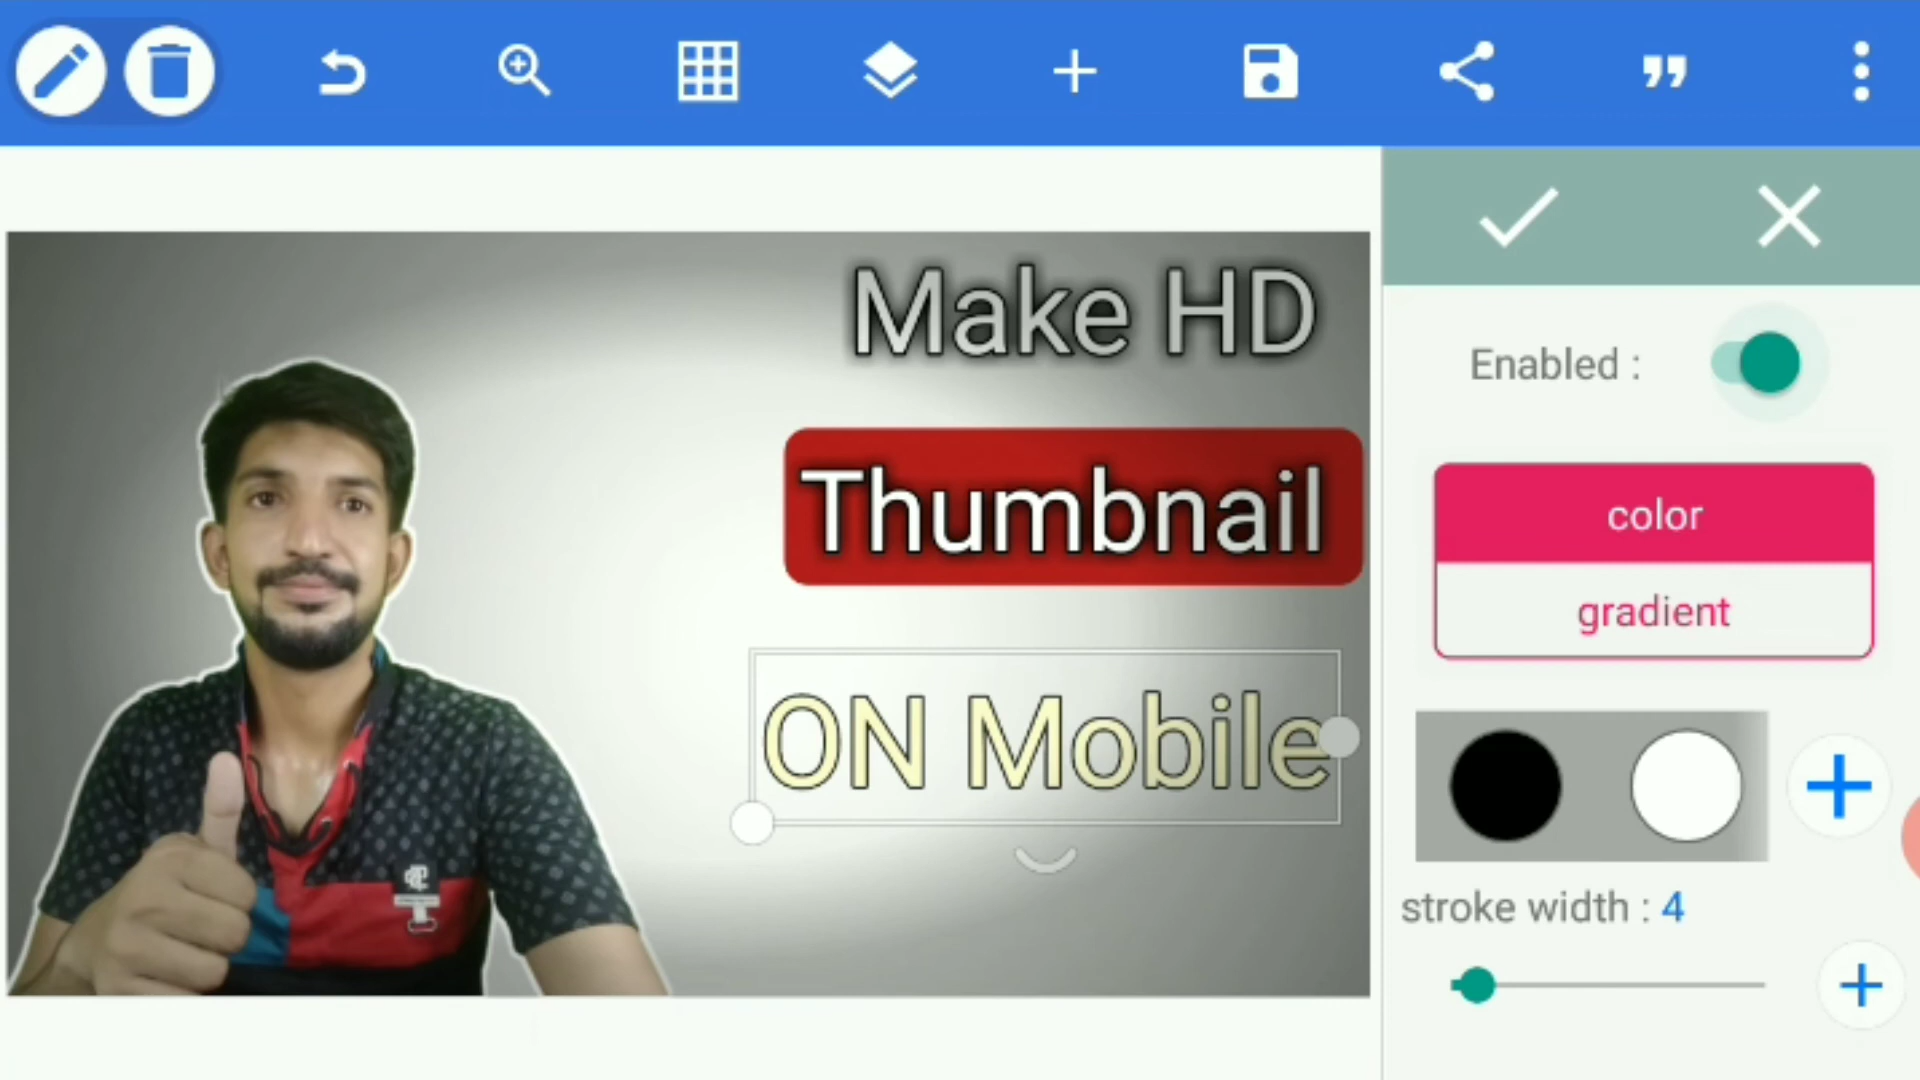 Make HD
Thumbnail
ON Mobile
Enabled :
color
gradient
stroke width : 4